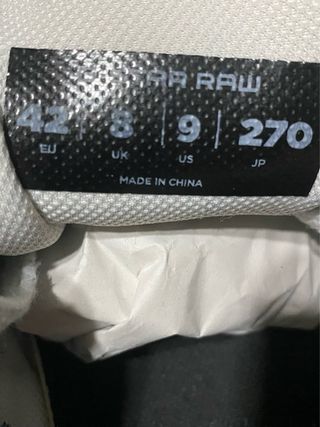 RAW
42 | 8 | 9 | 270
EU UK US JP
MADE IN CHINA